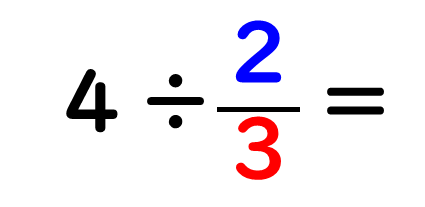 4 ÷ 2/3 =